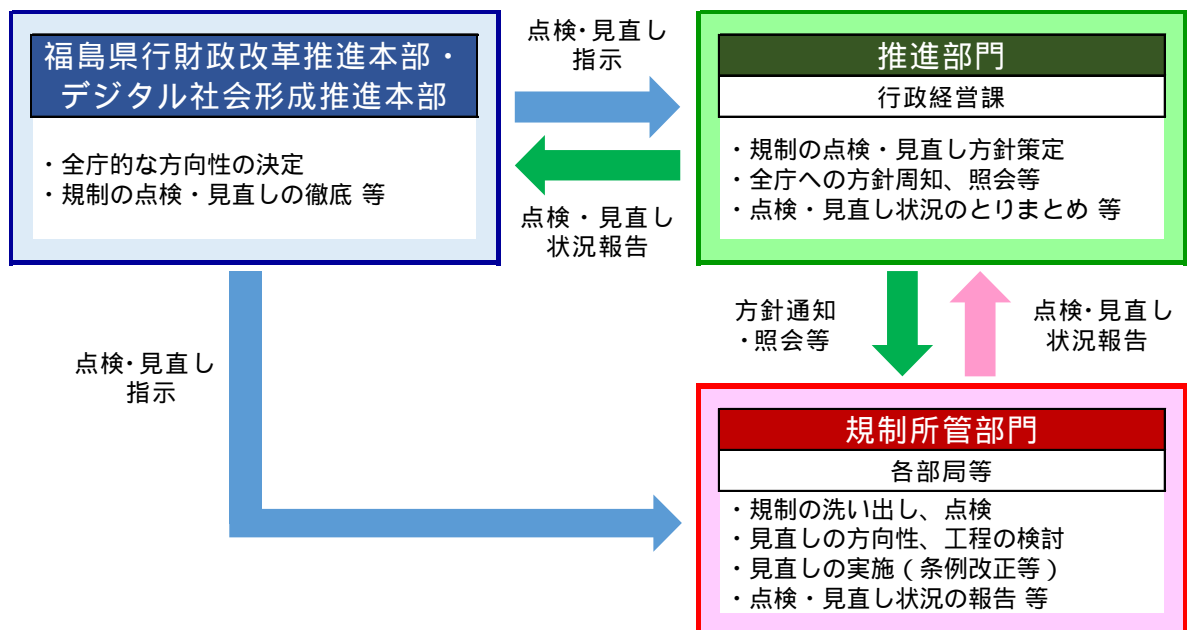 福島県行財政改革推進本部・
デジタル社会形成推進本部
・全庁的な方向性の決定
・規制の点検・見直しの徹底 等
点検・見直し
指示
点検・見直し
状況報告
推進部門
行政経営課
・規制の点検・見直し方針策定
・全庁への方針周知、照会等
・点検・見直し状況のとりまとめ 等
方針通知
・照会等
点検・見直し
状況報告
点検・見直し
指示
規制所管部門
各部局等
・規制の洗い出し、点検
・見直しの方向性、工程の検討
・見直しの実施(条例改正等)
・点検・見直し状況の報告 等